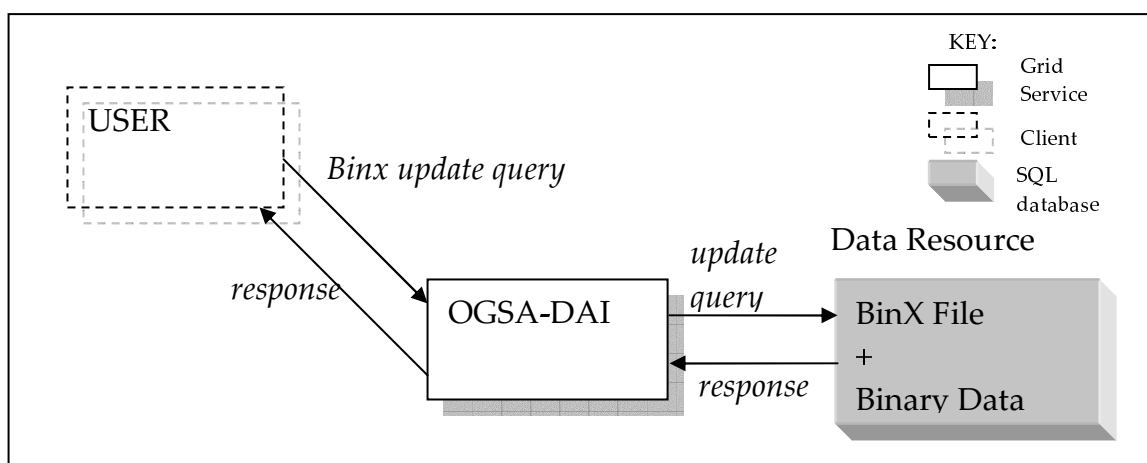 KEY:
Grid
Service
Client
SQL
database
USER
Binx update query
response
OGSA-DAI
update
query
response
Data Resource
BinX File
+
Binary Data